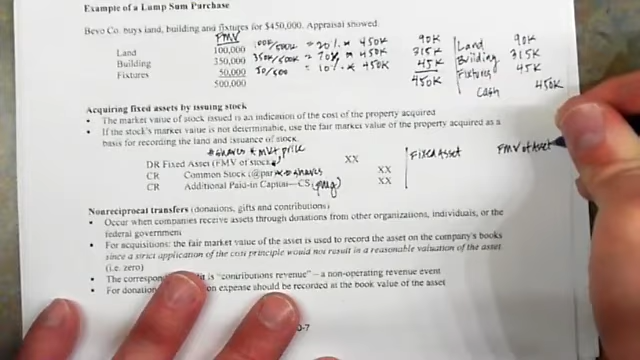 Example of a Lump Sum Purchase
Bevo Co. buys land, building and fixtures for $450,000. Appraisal showed:
FMV
Land 100,000 100K/500K = 20% * 450K 90K Land 90K
Building 350,000 350K/500K = 70% * 450K 315K Building 315K
Fixtures 50,000 50/500 = 10% * 450K 45K Fixtures 45K
500,000 450K Cash 450K
Acquiring fixed assets by issuing stock
• The market value of stock issued is an indication of the cost of the property acquired
• If the stock's market value is not determinable, use the fair market value of the property acquired as a
basis for recording the land and issuance of stock.
#shares * mkt price
DR Fixed Asset (FMV of stock) XX Fixed Asset FMV of Asset
CR Common Stock (@par * # shares XX
CR Additional Paid-in Capital—CS (plug) XX
Nonreciprocal transfers (donations, gifts and contributions)
• Occur when companies receive assets through donations from other organizations, individuals, or the
federal government
• For acquisitions: the fair market value of the asset is used to record the asset on the company's books
since a strict application of the cost principle would not result in a reasonable valuation of the asset
(i.e. zero)
• The is "contributions revenue" – a non-operating revenue event
• For expense should be recorded at the book value of the asset